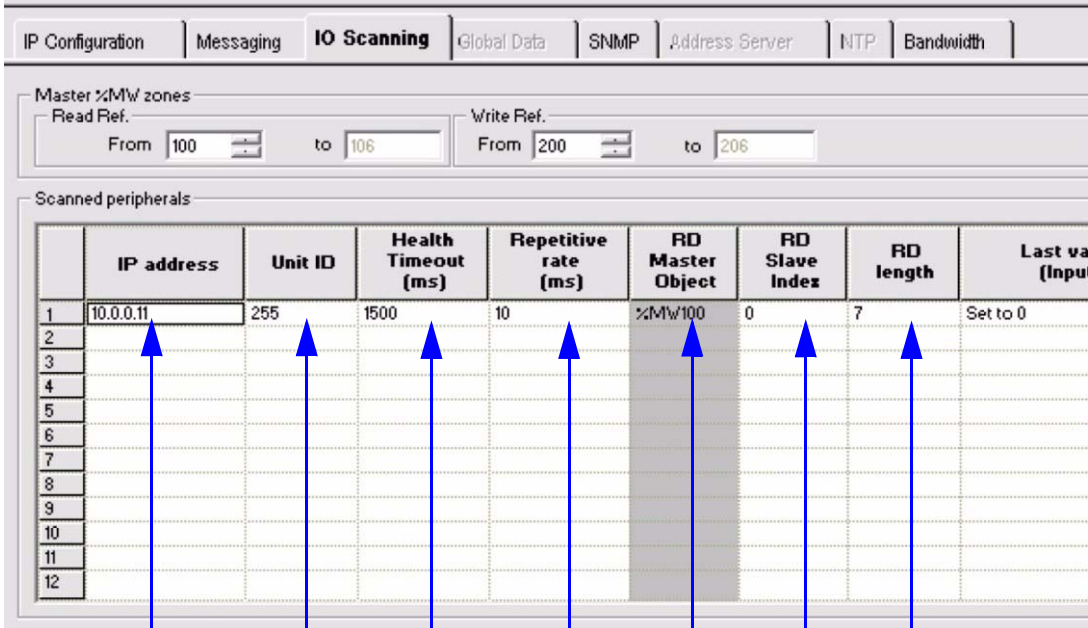 IP Configuration Messaging IO Scanning Global Data SNMP Address Server NTP Bandwidth
Master %MW zones
Read Ref. Write Ref.
From 100 to 106 From 200 to 206
Scanned peripherals
IP address Unit ID Health Timeout (ms) Repetitive rate (ms) RD Master Object RD Slave Index RD length Last va (Inpu
1 10.0.0.11 255 1500 10 %MW100 0 7 Set to 0
2
3
4
5
6
7
8
9
10
11
12